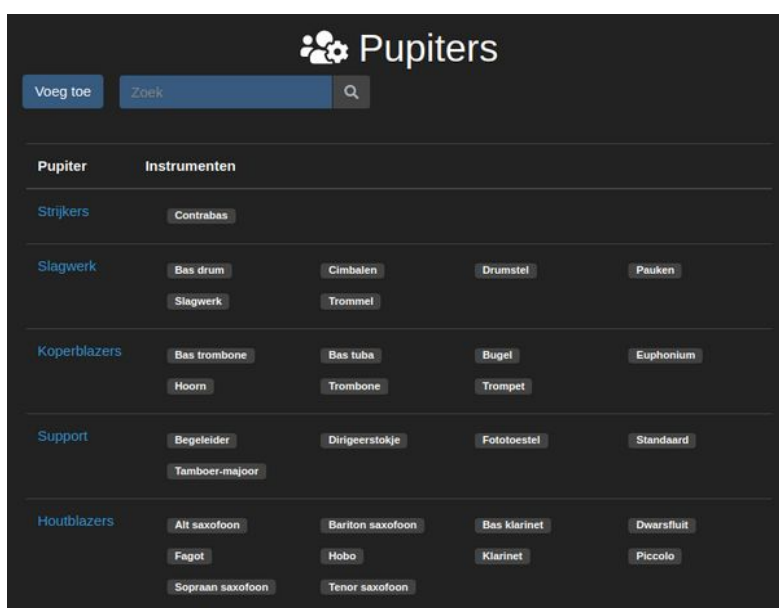 Pupiters
Voeg toe Zoek
Pupiter Instrumenten
Strijkers Contrabas
Slagwerk Bas drum Cimbalen Drumstel Pauken
Slagwerk Trommel
Koperblazers Bas trombone Bas tuba Bugel Euphonium
Hoorn Trombone Trompet
Support Begeleider Dirigeerstokje Fototoestel Standaard
Tamboer-majoor
Houtblazers Alt saxofoon Bariton saxofoon Bas klarinet Dwarsfluit
Fagot Hobo Klarinet Piccolo
Sopraan saxofoon Tenor saxofoon